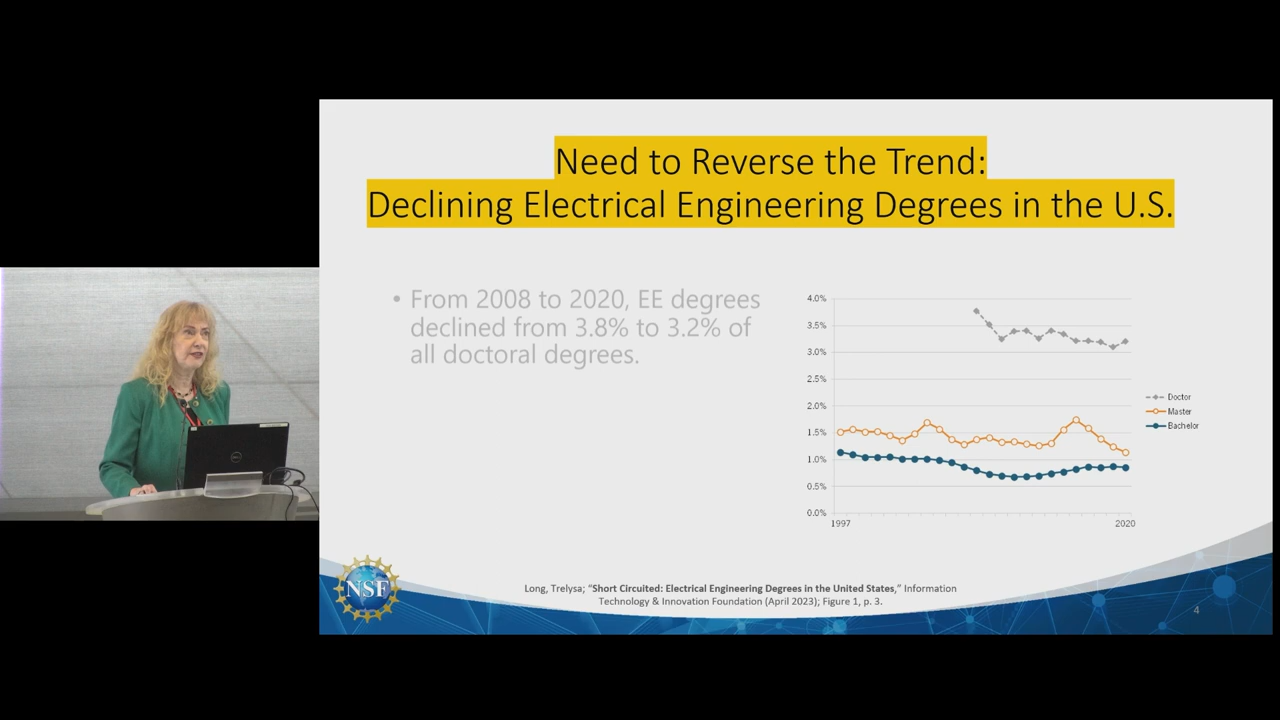 Need to Reverse the Trend:
Declining Electrical Engineering Degrees in the U.S.
• From 2008 to 2020, EE degrees
declined from 3.8% to 3.2% of
all doctoral degrees.
4.0%
3.5%
3.0%
2.5%
2.0%
1.5%
1.0%
0.5%
0.0%
1997
2020
Doctor
Master
Bachelor
NSF
Long, Trelysa; “Short Circuited: Electrical Engineering Degrees in the United States,” Information
Technology & Innovation Foundation (April 2023); Figure 1, p. 3.
4